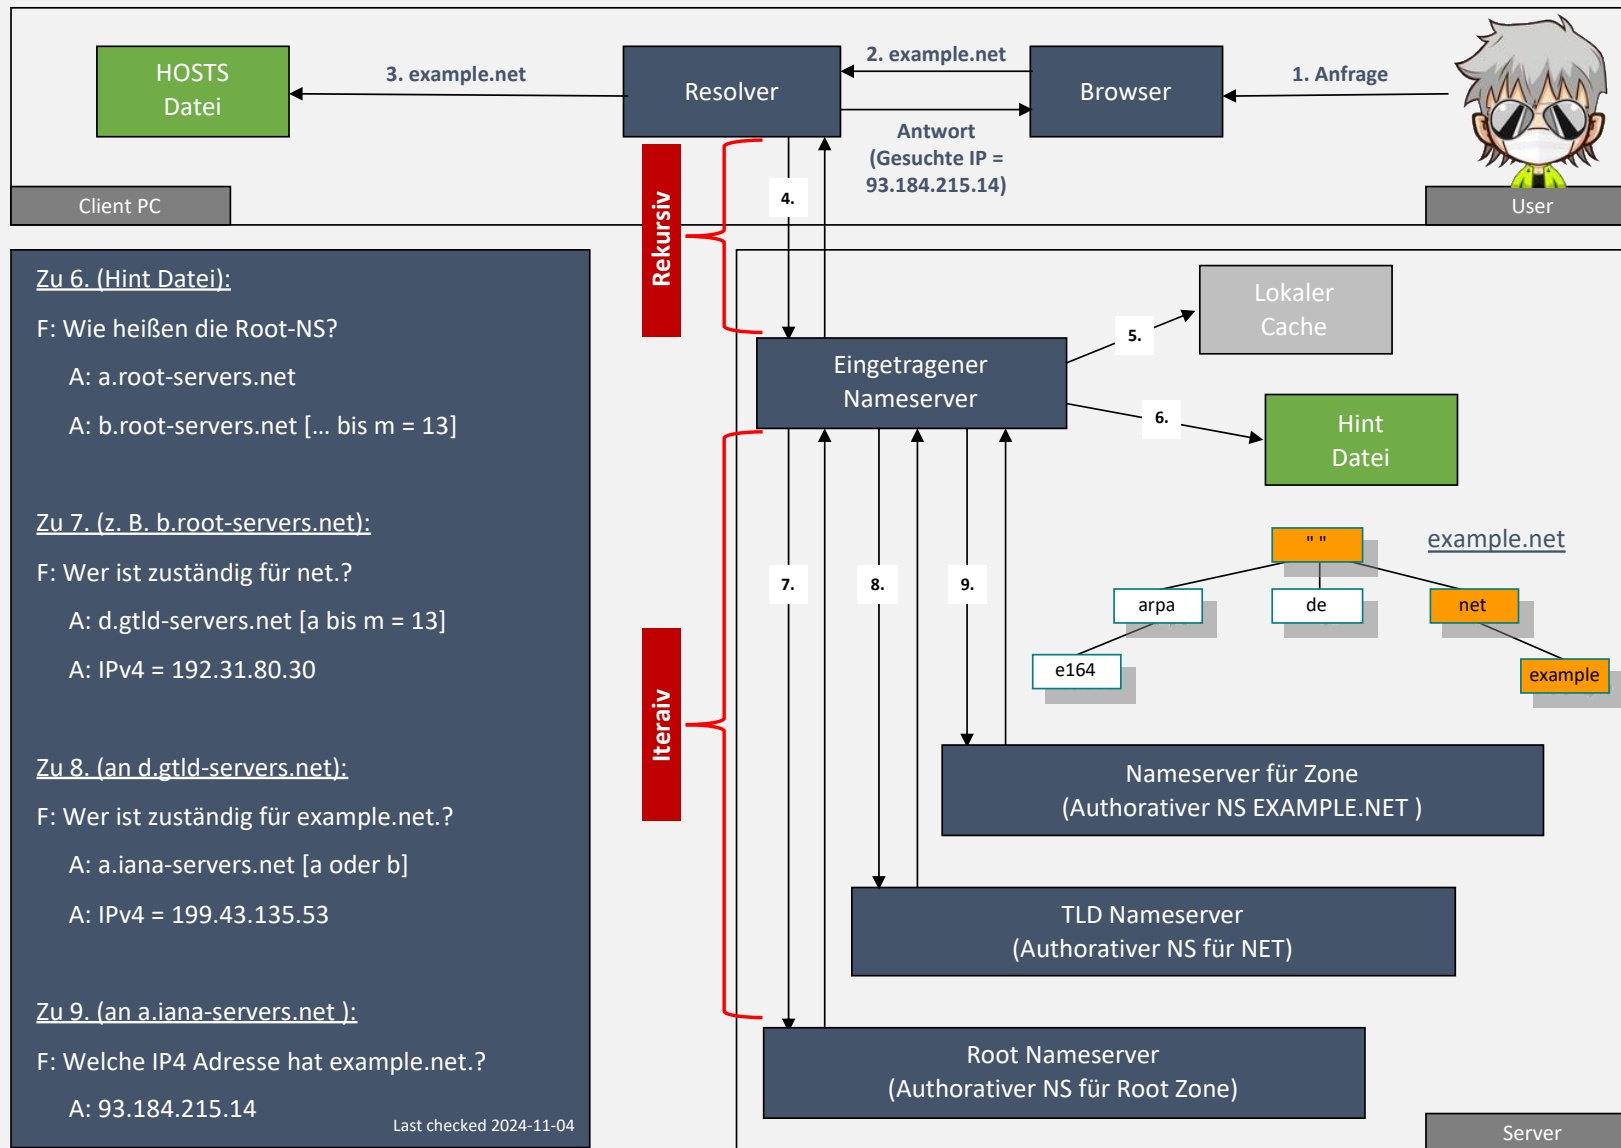 HOSTS
Datei
3. example.net
Resolver
2. example.net
Browser
1. Anfrage
Antwort
(Gesuchte IP =
93.184.215.14)
Client PC
User
4.
Rekursiv
Zu 6. (Hint Datei):
F: Wie heißen die Root-NS?
A: a.root-servers.net
A: b.root-servers.net [... bis m = 13]
Zu 7. (z. B. b.root-servers.net):
F: Wer ist zuständig für net.?
A: d.gtld-servers.net [a bis m = 13]
A: IPv4 = 192.31.80.30
Zu 8. (an d.gtld-servers.net):
F: Wer ist zuständig für example.net.?
A: a.iana-servers.net [a oder b]
A: IPv4 = 199.43.135.53
Zu 9. (an a.iana-servers.net ):
F: Welche IP4 Adresse hat example.net.?
A: 93.184.215.14
Last checked 2024-11-04
Lokaler
Cache
5.
Eingetragener
Nameserver
6.
Hint
Datei
Iteraiv
7.
8.
9.
" "
example.net
arpa
de
net
e164
example
Nameserver für Zone
(Authorativer NS EXAMPLE.NET )
TLD Nameserver
(Authorativer NS für NET)
Root Nameserver
(Authorativer NS für Root Zone)
Server